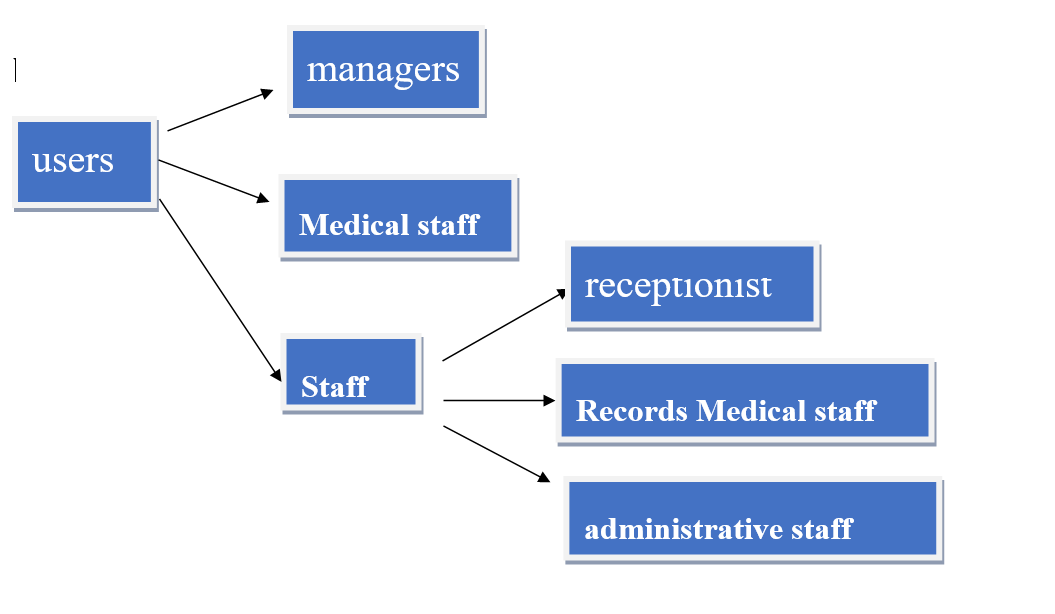 managers
users
Medical staff
receptionist
Staff
Records Medical staff
administrative staff